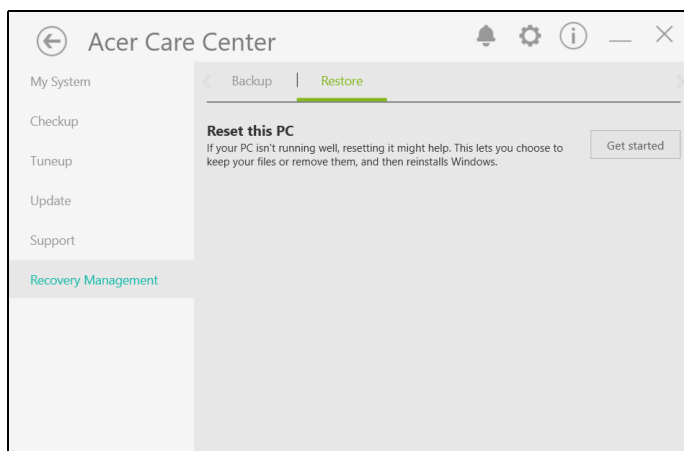 Acer Care Center
My System
Checkup
Tuneup
Update
Support
Recovery Management
Backup | Restore
Reset this PC
If your PC isn't running well, resetting it might help. This lets you choose to
keep your files or remove them, and then reinstalls Windows.
Get started